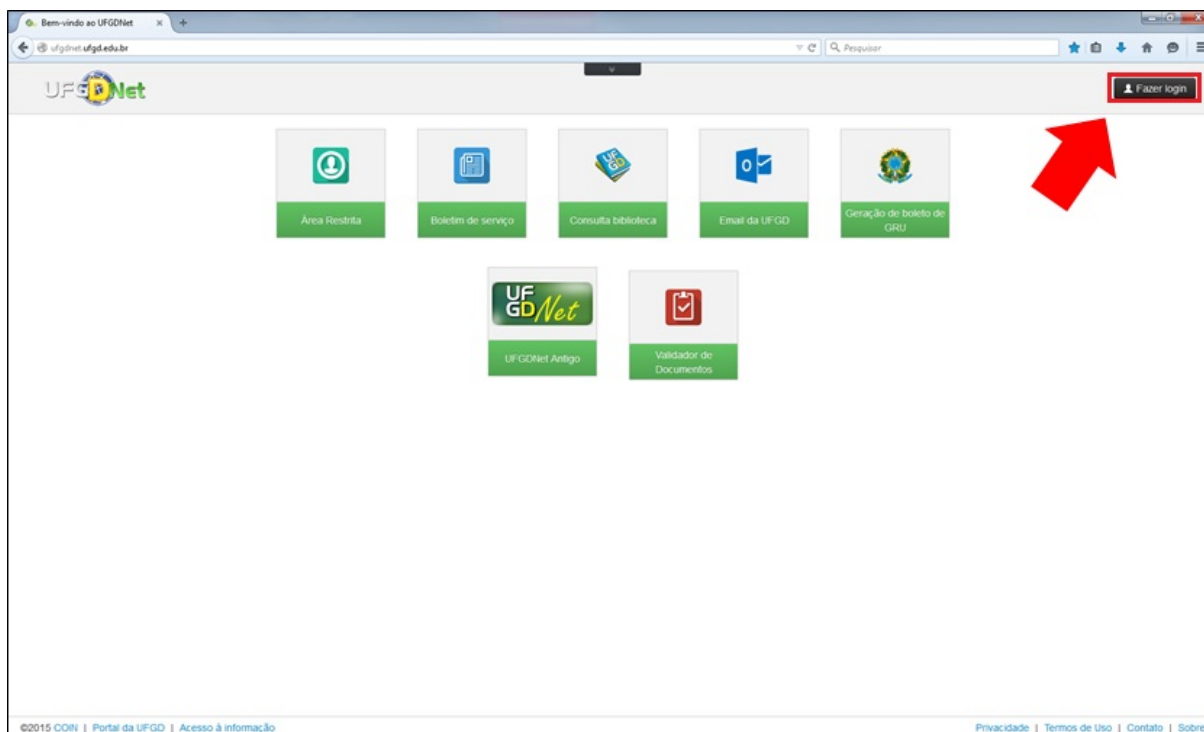 Bem-vindo ao UFGDNet
ufgdnet.ufgd.edu.br
Pesquisar
UFGDNet
Fazer login
UFGD
Área Restrita
Boletim de serviço
Consulta biblioteca
Email da UFGD
Geração de boleto de
GRU
UF
GDNet
UFGDNet Antigo
Validador de
Documentos
©2015 COIN | Portal da UFGD | Acesso à informação
Privacidade | Termos de Uso | Contato | Sobre